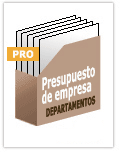 PRO
Presupuesto
de empresa
DEPARTAMENTOS